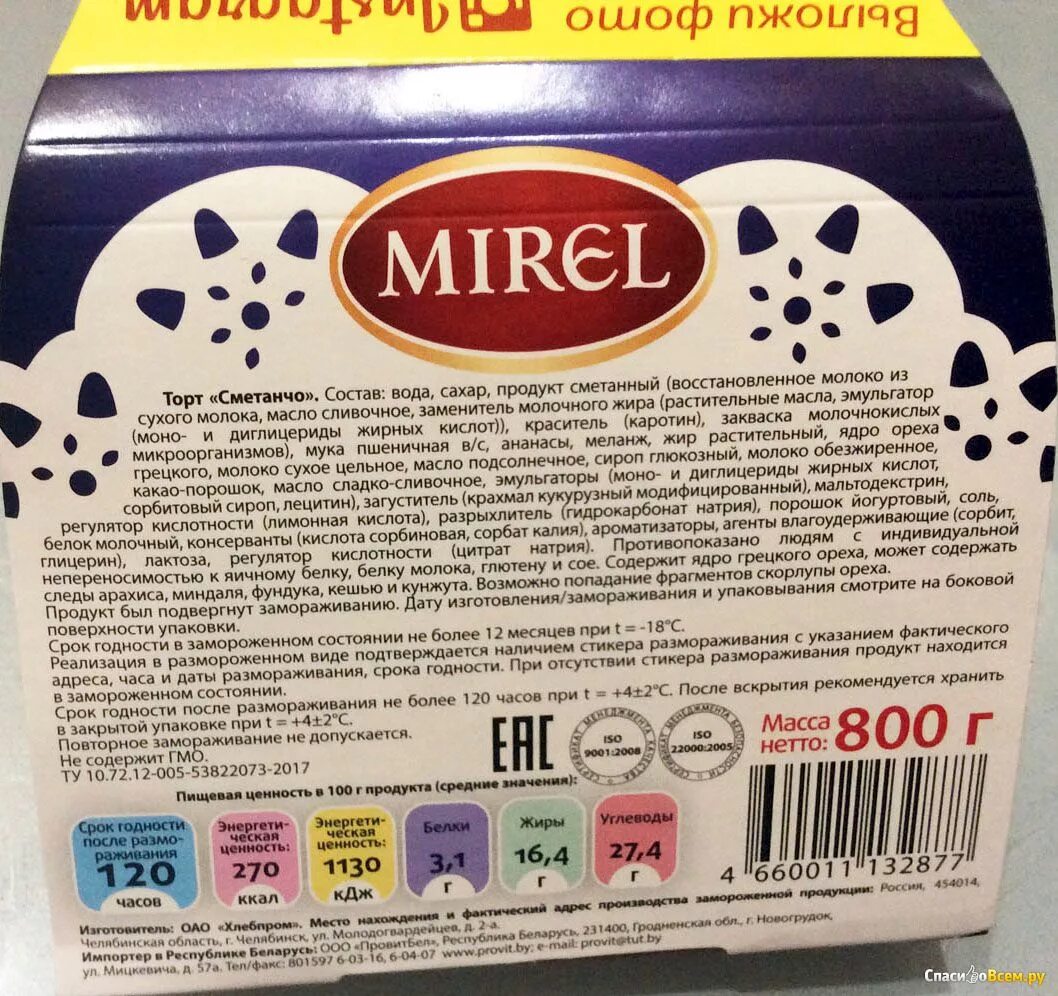 Выложи фото Instagram
MIREL
Торт «Сметанчо». Состав: вода, сахар, продукт сметанный (восстановленное молоко из
сухого молока, масло сливочное, заменитель молочного жира (растительные масла, эмульгатор
(моно- и диглицериды жирных кислот)), краситель (каротин), закваска молочнокислых
микроорганизмов), мука пшеничная в/с, ананасы, меланж, жир растительный, ядро ореха
грецкого, молоко сухое цельное, масло подсолнечное, сироп глюкозный, молоко обезжиренное,
какао-порошок, масло сладко-сливочное, эмульгаторы (моно- и диглицериды жирных кислот,
сорбитовый сироп, лецитин), загуститель (крахмал кукурузный модифицированный), мальтодекстрин,
регулятор кислотности (лимонная кислота), разрыхлитель (гидрокарбонат натрия), порошок йогуртовый, соль,
белок молочный, консерванты (кислота сорбиновая, сорбат калия), ароматизаторы, агенты влагоудерживающие (сорбит,
глицерин), лактоза, регулятор кислотности (цитрат натрия). Противопоказано людям с индивидуальной
непереносимостью к яичному белку, белку молока, глютену и сое. Содержит ядро грецкого ореха, может содержать
следы арахиса, миндаля, фундука, кешью и кунжута. Возможно попадание фрагментов скорлупы ореха.
Продукт был подвергнут замораживанию. Дату изготовления/замораживания и упаковывания смотрите на боковой
поверхности упаковки.
Срок годности в замороженном состоянии не более 12 месяцев при t = -18°С.
Реализация в размороженном виде подтверждается наличием стикера размораживания с указанием фактического
адреса, часа и даты размораживания, срока годности. При отсутствии стикера размораживания продукт находится
в замороженном состоянии.
Срок годности после размораживания не более 120 часов при t = +4±2°С. После вскрытия рекомендуется хранить
в закрытой упаковке при t = +4±2°С.
Повторное замораживание не допускается.
Не содержит ГМО.
ТУ 10.72.12-005-53822073-2017
EAC
СЕРТИФИКАТ МЕНЕДЖМЕНТА КАЧЕСТВА
ISO
9001:2008
СЕРТИФИКАТ МЕНЕДЖМЕНТА БЕЗОПАСНОСТИ
ISO
22000:2005
Масса
нетто: 800 г
Пищевая ценность в 100 г продукта (средние значения):
Срок годности
после размо-
раживания
120
часов
Энергети-
ческая
ценность:
270
ккал
Энергети-
ческая
ценность:
1130
кДж
Белки
3,1
г
Жиры
16,4
г
Углеводы
27,4
г
4 660011 132877
Изготовитель: ОАО «Хлебпром». Место нахождения и фактический адрес производства замороженной продукции: Россия, 454014,
Челябинская область, г. Челябинск, ул. Молодогвардейцев, д. 2-а.
Импортер в Республике Беларусь: ООО «ПровитБел», Республика Беларусь, 231400, Гродненская обл., г. Новогрудок,
ул. Мицкевича, д. 57а. Тел/факс: 801597 6-03-16, 6-04-07 www.provit.by; e-mail: provit@tut.by
СпасибоВсем.ру